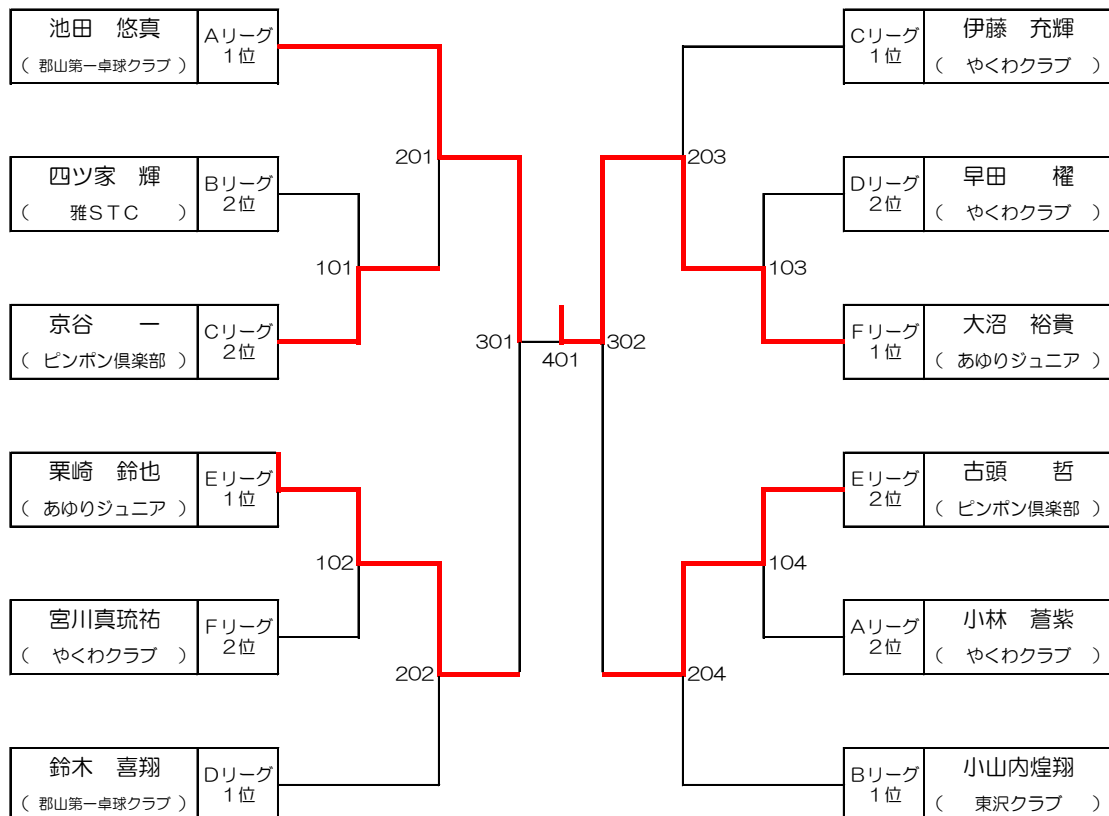 池田　悠真
（ 郡山第一卓球クラブ ）
Aリーグ
1位
四ツ家　輝
（　雅STC　）
Bリーグ
2位
京谷　　一
（ ピンポン倶楽部 ）
Cリーグ
2位
栗崎　鈴也
（ あゆりジュニア ）
Eリーグ
1位
宮川真琉祐
（　やくわクラブ　）
Fリーグ
2位
鈴木　喜翔
（ 郡山第一卓球クラブ ）
Dリーグ
1位
201
101
301
102
202
401
302
203
103
104
204
Cリーグ
1位
伊藤　充輝
（　やくわクラブ　）
Dリーグ
2位
早田　　櫂
（　やくわクラブ　）
Fリーグ
1位
大沼　裕貴
（ あゆりジュニア ）
Eリーグ
2位
古頭　　哲
（ ピンポン倶楽部 ）
Aリーグ
2位
小林　蒼紫
（　やくわクラブ　）
Bリーグ
1位
小山内煌翔
（　東沢クラブ　）